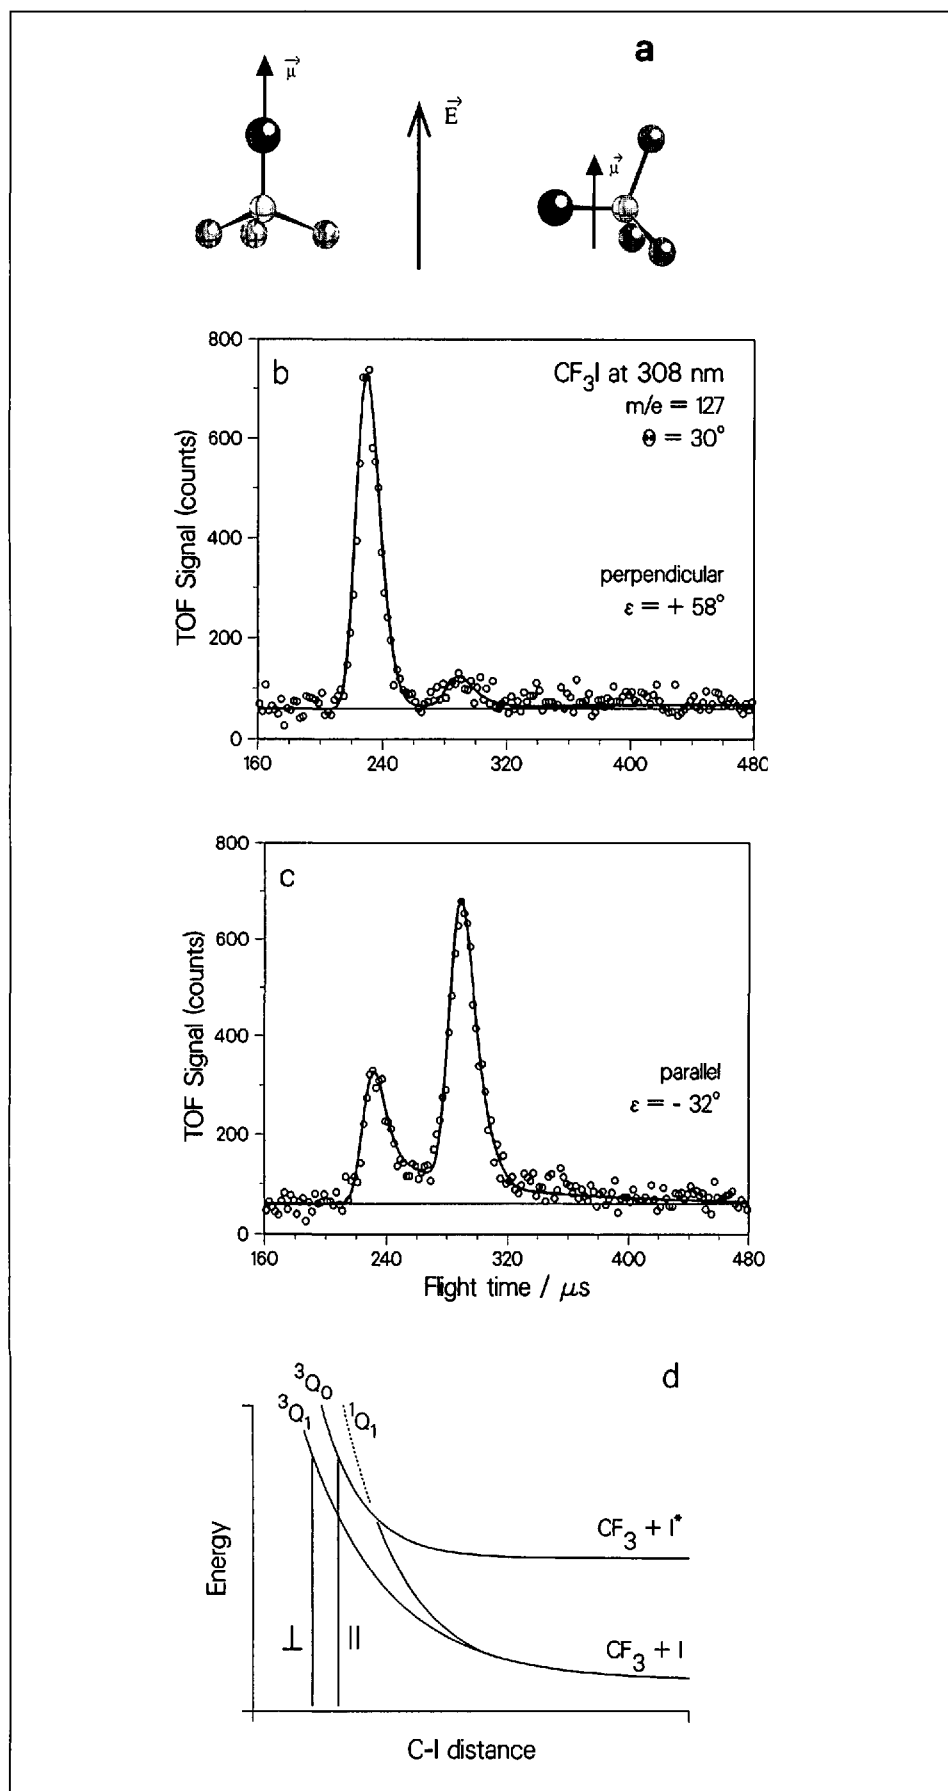 a
μ⃗
E⃗
μ⃗
800
b
CF₃I at 308 nm
m/e = 127
Θ = 30°
600
TOF Signal (counts)
400
perpendicular
ε = + 58°
200
0
160 240 320 400 480
800
c
600
TOF Signal (counts)
400
parallel
ε = - 32°
200
0
160 240 320 400 480
Flight time / μs
d
³Q₀
³Q₁
¹Q₁
Energy
CF₃ + I*
⊥ ||
CF₃ + I
C-I distance